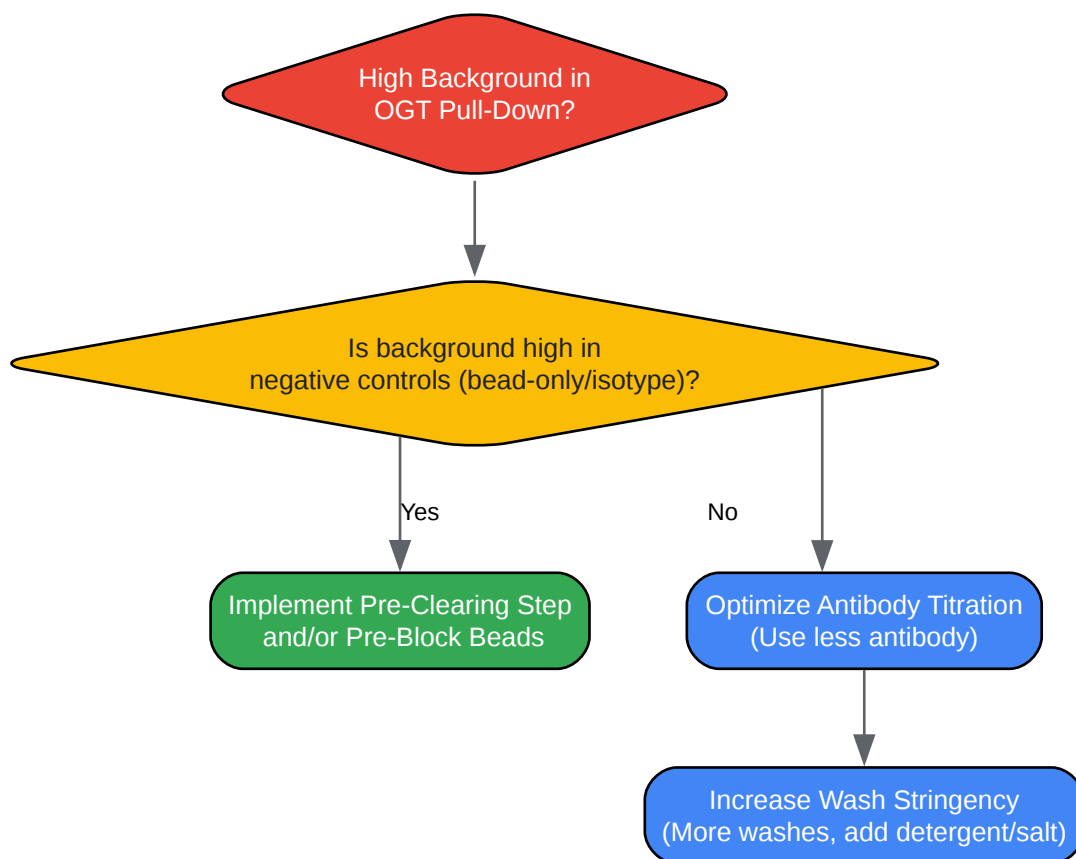 High Background in
OGT Pull-Down?
Is background high in
negative controls (bead-only/isotype)?
Yes
No
Implement Pre-Clearing Step
and/or Pre-Block Beads
Optimize Antibody Titration
(Use less antibody)
Increase Wash Stringency
(More washes, add detergent/salt)